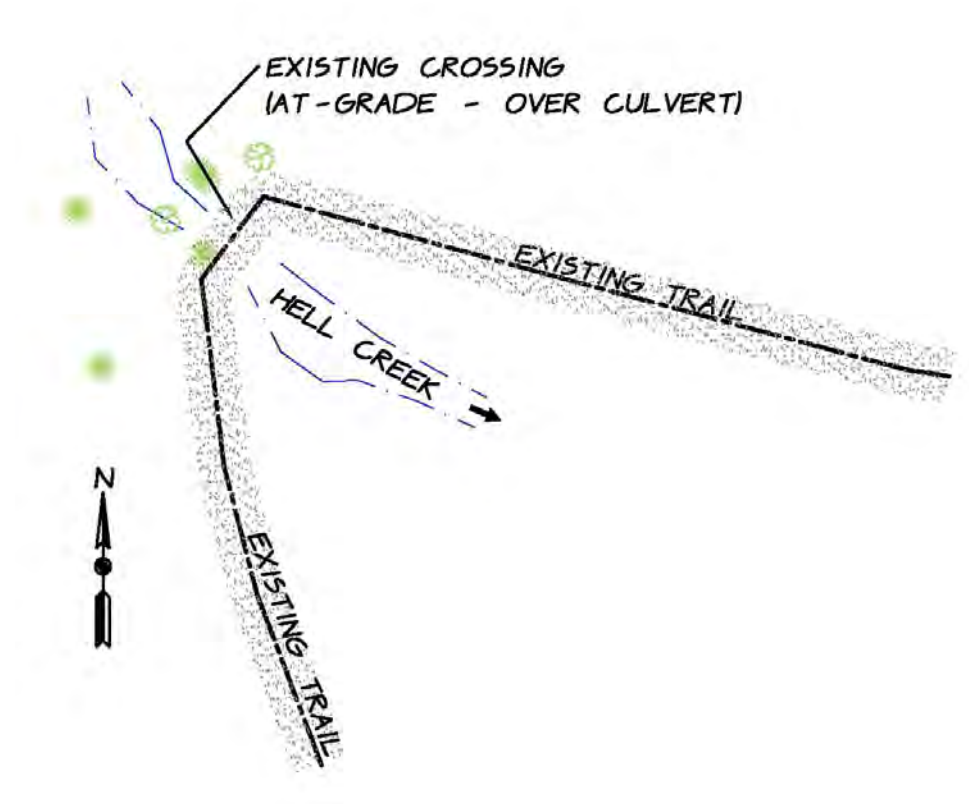 EXISTING CROSSING
(AT-GRADE - OVER CULVERT)
EXISTING TRAIL
HELL CREEK
N
EXISTING TRAIL